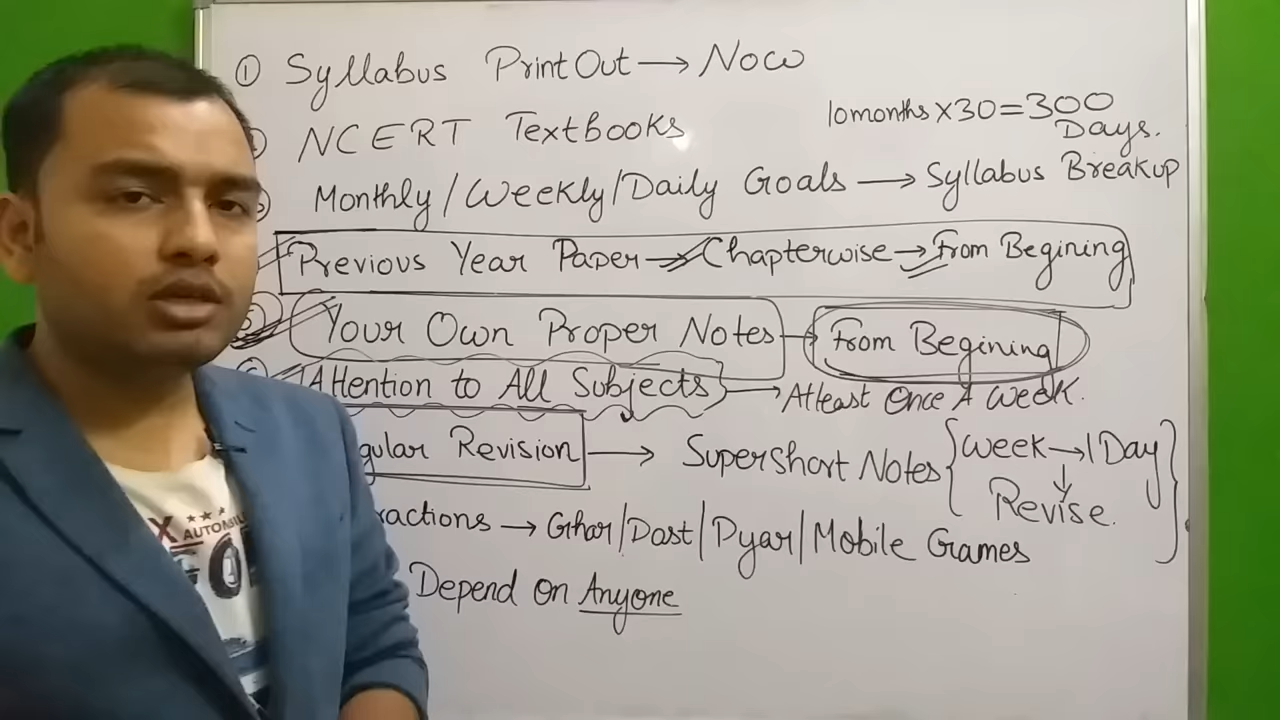 ① Syllabus PrintOut → Now
NCERT Textbooks
10months×30=300
Days.
Monthly/Weekly/Daily Goals → Syllabus Breakup
Previous Year Paper → Chapterwise → From Begining
Your Own Proper Notes → From Begining
Attention to All Subjects → Atleast Once A Week.
gular Revision → Supershort Notes {Week → 1 Day
↓
Revise.}
ractions → Ghar/Dost/Pyar/Mobile Games
Depend on Anyone
X ★★★
AUTOMOBIL